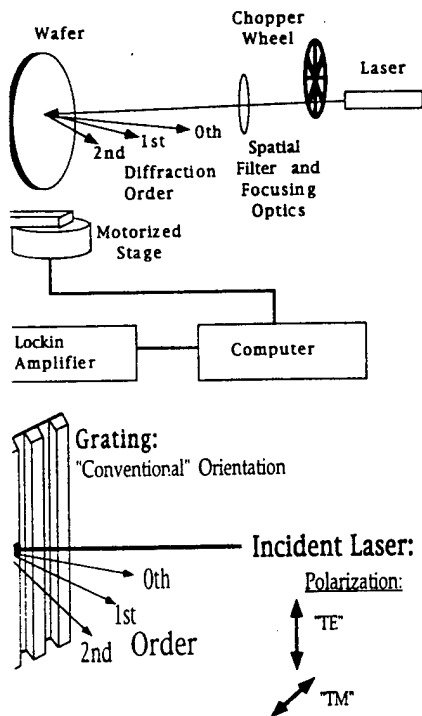 Wafer
Chopper
Wheel
Laser
0th
1st
2nd
Diffraction
Order
Spatial
Filter and
Focusing
Optics
Motorized
Stage
Lockin
Amplifier
Computer
Grating:
"Conventional" Orientation
Incident Laser:
0th
1st
2nd Order
Polarization:
"TE"
"TM"